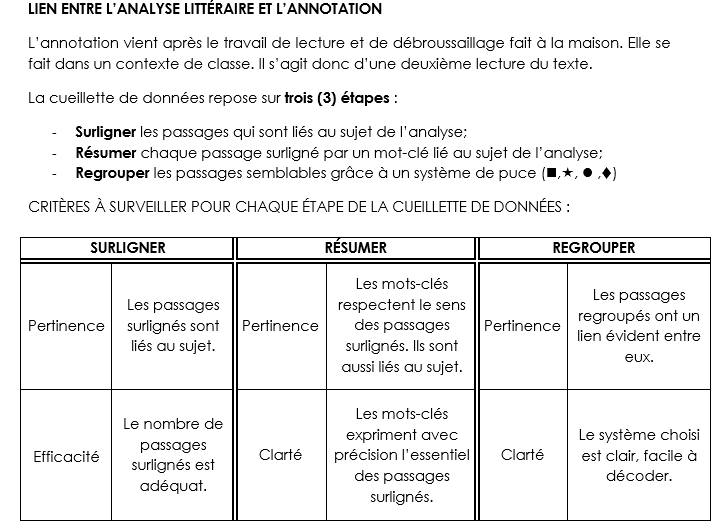 LIEN ENTRE L'ANALYSE LITTÉRAIRE ET L'ANNOTATION
L'annotation vient après le travail de lecture et de débroussaillage fait à la maison. Elle se
fait dans un contexte de classe. Il s'agit donc d'une deuxième lecture du texte.
La cueillette de données repose sur trois (3) étapes :
- Surligner les passages qui sont liés au sujet de l'analyse;
- Résumer chaque passage surligné par un mot-clé lié au sujet de l'analyse;
- Regrouper les passages semblables grâce à un système de puce (■,★, ● ,♦)
CRITÈRES À SURVEILLER POUR CHAQUE ÉTAPE DE LA CUEILLETTE DE DONNÉES :
SURLIGNER
RÉSUMER
REGROUPER
Pertinence
Les passages
surlignés sont
liés au sujet.
Pertinence
Les mots-clés
respectent le sens
des passages
surlignés. Ils sont
aussi liés au sujet.
Pertinence
Les passages
regroupés ont un
lien évident entre
eux.
Efficacité
Le nombre de
passages
surlignés est
adéquat.
Clarté
Les mots-clés
expriment avec
précision l'essentiel
des passages
surlignés.
Clarté
Le système choisi
est clair, facile à
décoder.